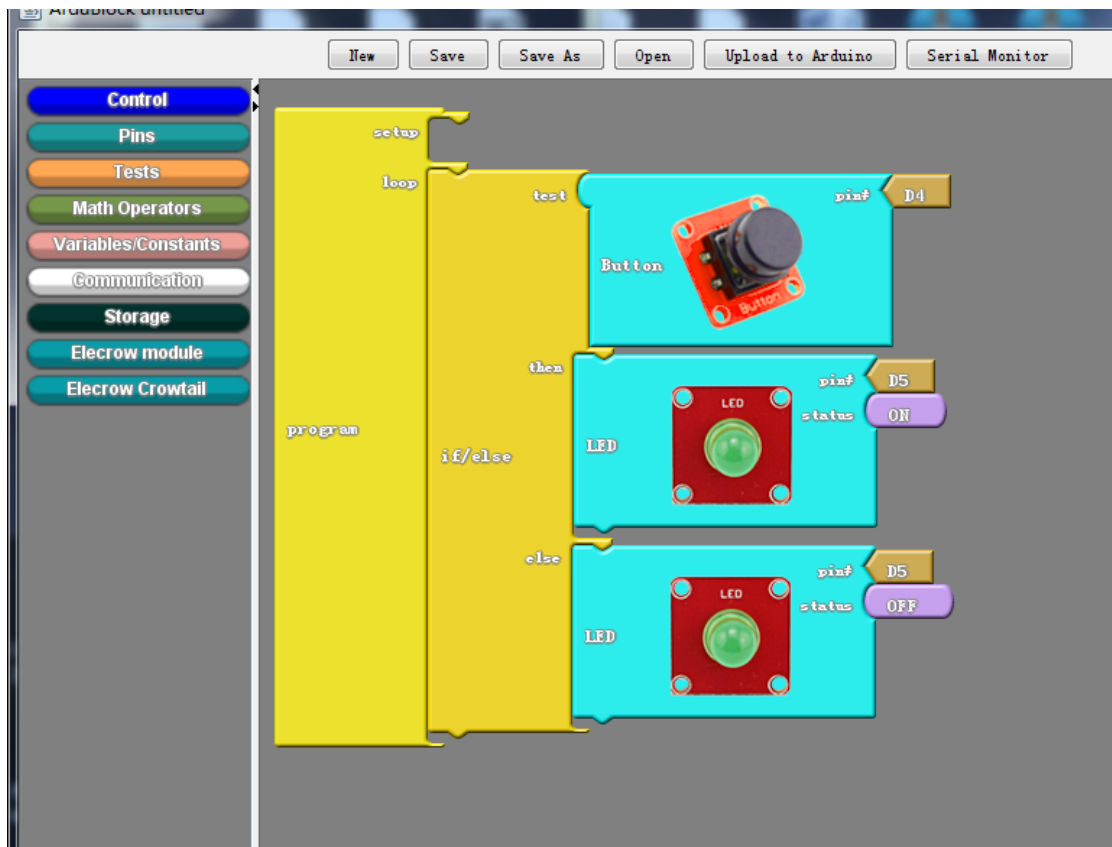 ArduBlock untitled
New Save Save As Open Upload to Arduino Serial Monitor
Control
Pins
Tests
Math Operators
Variables/Constants
Communication
Storage
Elecrow module
Elecrow Crowtail
program
setup
loop
if/else
test
Button
pin# D4
Button
then
LED
LED
pin# D5
status ON
else
LED
LED
pin# D5
status OFF